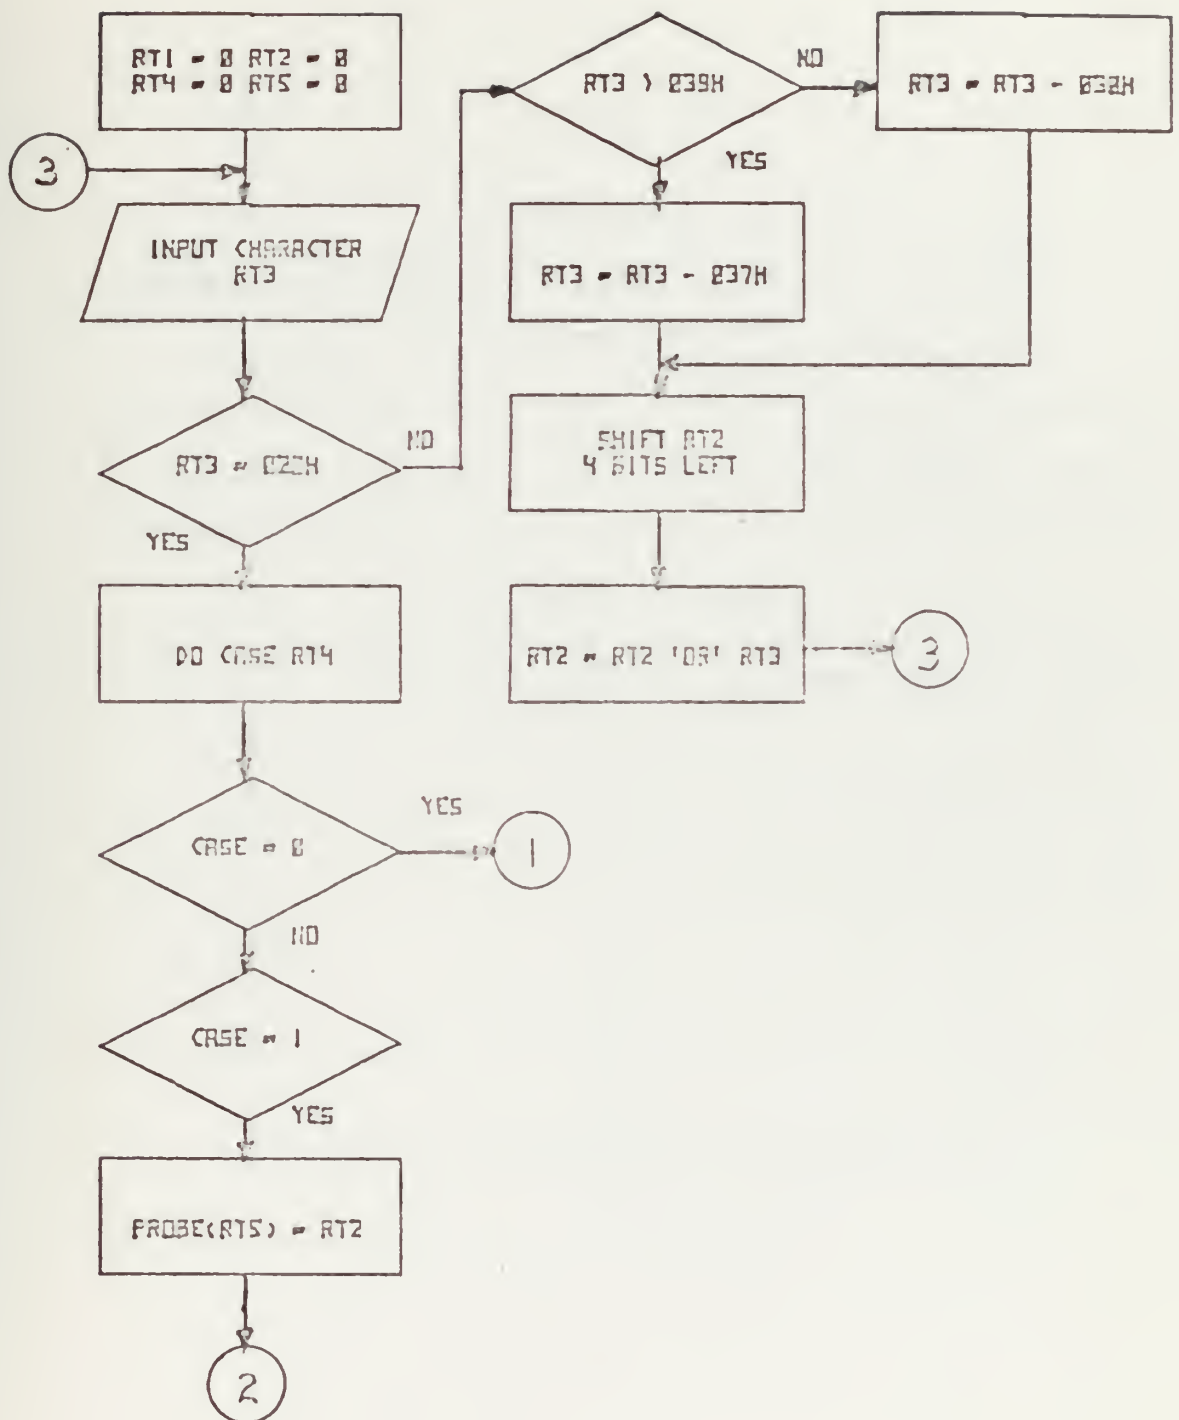 RT1 = 0 RT2 = 0
RT4 = 0 RT5 = 0
3
INPUT CHARACTER
RT3
NO
YES
DO CASE RT4
CASE = 0
YES
1
NO
CASE = 1
YES
PROBE(RT5) = RT2
2
RT3 > 039H
NO
YES
RT3 = RT3 - 030H
RT3 = RT3 - 037H
SHIFT RT2
4 BITS LEFT
RT2 = RT2 'OR' RT3
3